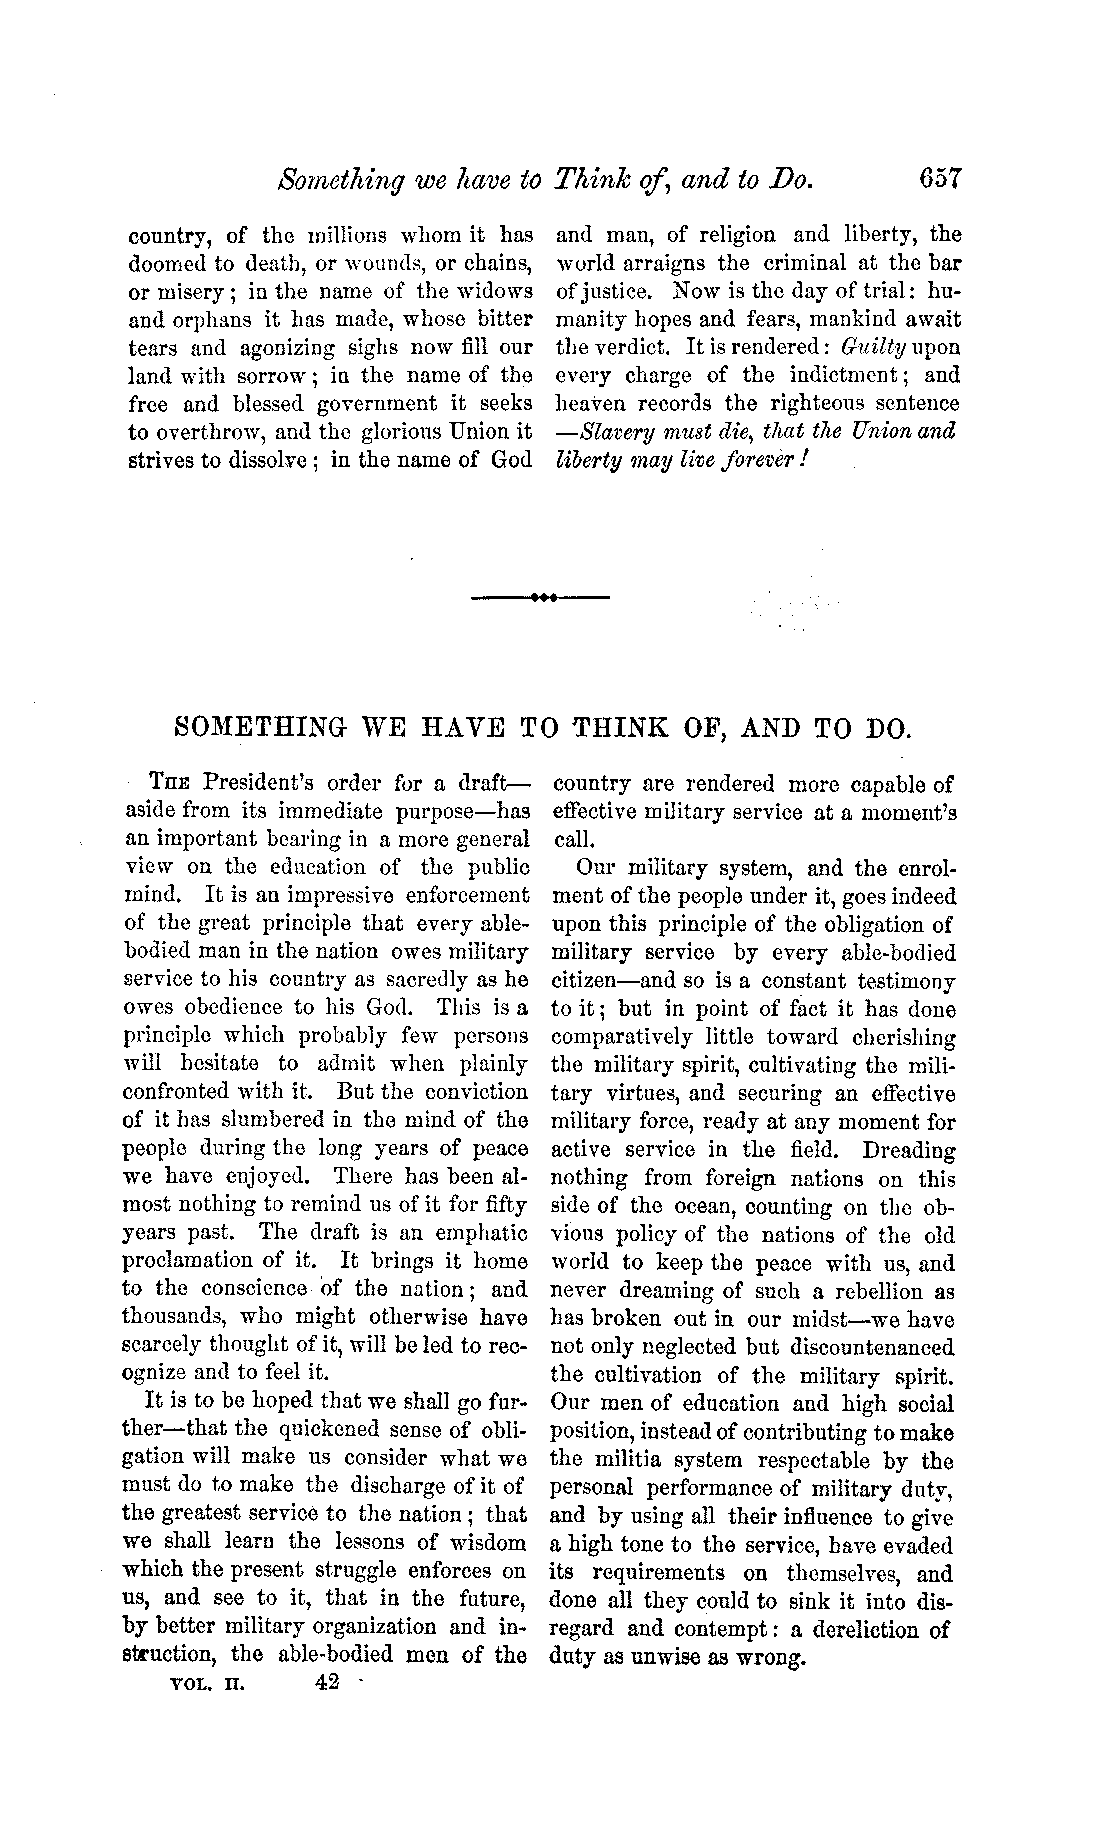 Something we have to Think of, and to Do. 657
country, of the millions whom it has
doomed to death, or wounds, or chains,
or misery; in the name of the widows
and orphans it has made, whose bitter
tears and agonizing sighs now fill our
land with sorrow; in the name of the
free and blessed government it seeks
to overthrow, and the glorious Union it
strives to dissolve; in the name of God
and man, of religion and liberty, the
world arraigns the criminal at the bar
of justice. Now is the day of trial: hu-
manity hopes and fears, mankind await
the verdict. It is rendered: Guilty upon
every charge of the indictment; and
heaven records the righteous sentence
—Slavery must die, that the Union and
liberty may live forever!
SOMETHING WE HAVE TO THINK OF, AND TO DO.
THE President's order for a draft—
aside from its immediate purpose—has
an important bearing in a more general
view on the education of the public
mind. It is an impressive enforcement
of the great principle that every able-
bodied man in the nation owes military
service to his country as sacredly as he
owes obedience to his God. This is a
principle which probably few persons
will hesitate to admit when plainly
confronted with it. But the conviction
of it has slumbered in the mind of the
people during the long years of peace
we have enjoyed. There has been al-
most nothing to remind us of it for fifty
years past. The draft is an emphatic
proclamation of it. It brings it home
to the conscience of the nation; and
thousands, who might otherwise have
scarcely thought of it, will be led to rec-
ognize and to feel it.
It is to be hoped that we shall go fur-
ther—that the quickened sense of obli-
gation will make us consider what we
must do to make the discharge of it of
the greatest service to the nation; that
we shall learn the lessons of wisdom
which the present struggle enforces on
us, and see to it, that in the future,
by better military organization and in-
struction, the able-bodied men of the
country are rendered more capable of
effective military service at a moment's
call.
Our military system, and the enrol-
ment of the people under it, goes indeed
upon this principle of the obligation of
military service by every able-bodied
citizen—and so is a constant testimony
to it; but in point of fact it has done
comparatively little toward cherishing
the military spirit, cultivating the mili-
tary virtues, and securing an effective
military force, ready at any moment for
active service in the field. Dreading
nothing from foreign nations on this
side of the ocean, counting on the ob-
vious policy of the nations of the old
world to keep the peace with us, and
never dreaming of such a rebellion as
has broken out in our midst—we have
not only neglected but discountenanced
the cultivation of the military spirit.
Our men of education and high social
position, instead of contributing to make
the militia system respectable by the
personal performance of military duty,
and by using all their influence to give
a high tone to the service, have evaded
its requirements on themselves, and
done all they could to sink it into dis-
regard and contempt: a dereliction of
duty as unwise as wrong.
VOL. II. 42